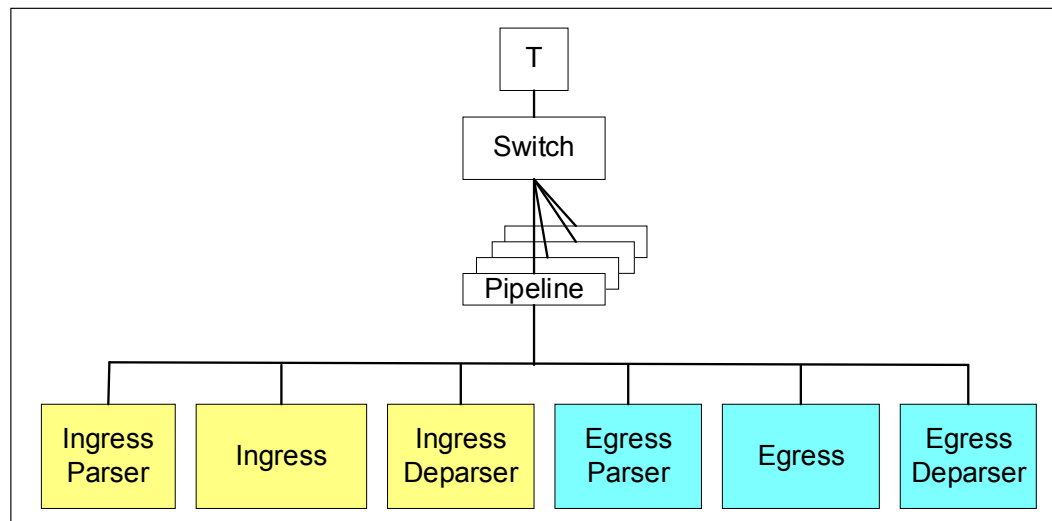 T
Switch
Pipeline
Ingress
Parser
Ingress
Ingress
Deparser
Egress
Parser
Egress
Egress
Deparser